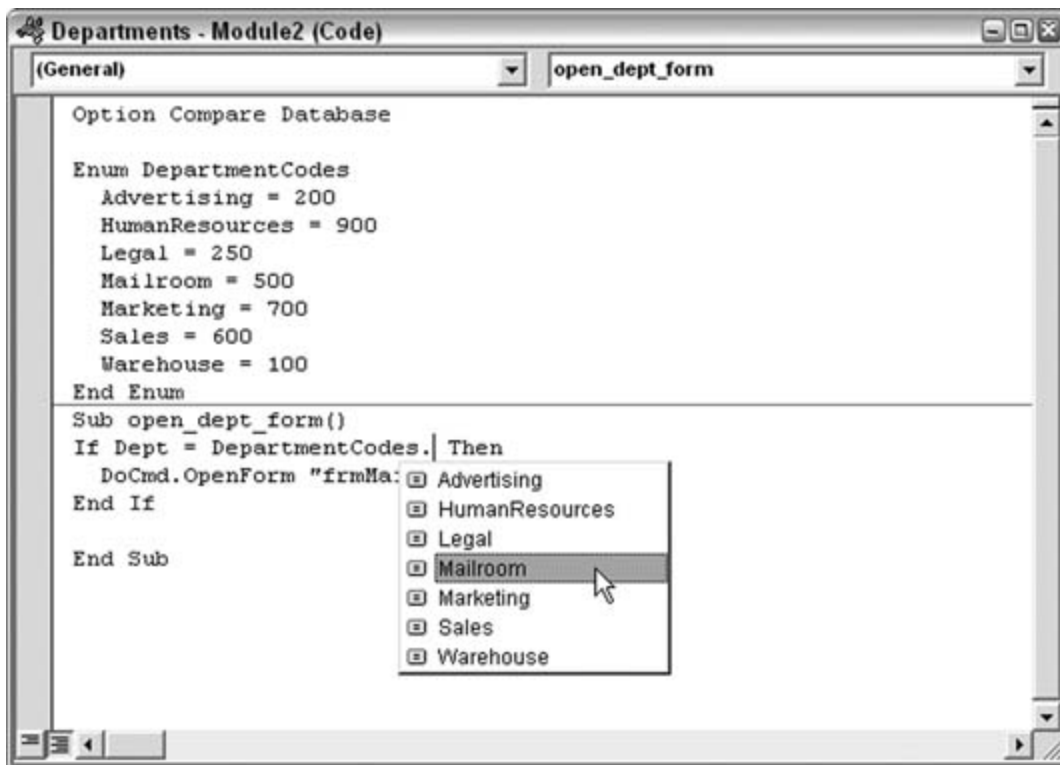 Departments - Module2 (Code)
(General)
open_dept_form
Option Compare Database
Enum DepartmentCodes
Advertising = 200
HumanResources = 900
Legal = 250
Mailroom = 500
Marketing = 700
Sales = 600
Warehouse = 100
End Enum
Sub open_dept_form()
If Dept = DepartmentCodes. Then
DoCmd.OpenForm
End If
End Sub
Advertising
HumanResources
Legal
Mailroom
Marketing
Sales
Warehouse